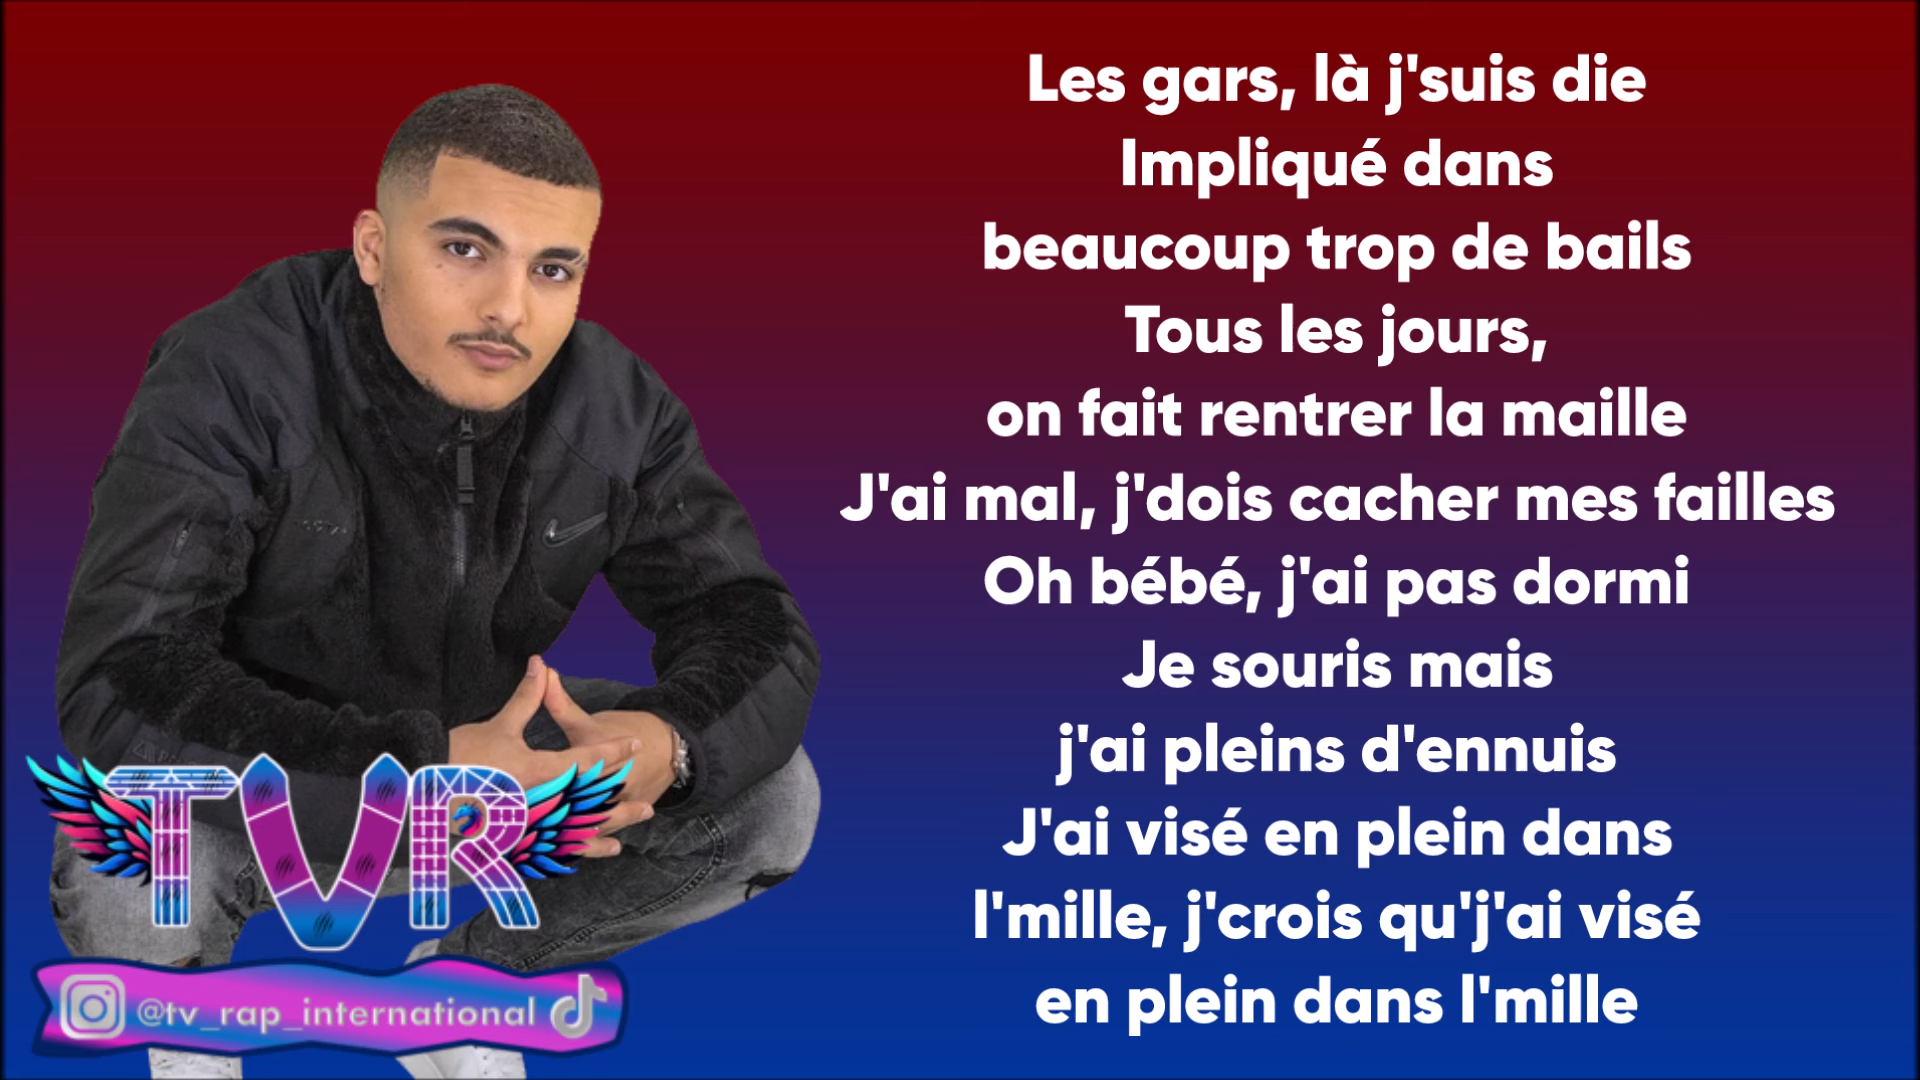 Les gars, là j'suis die
Impliqué dans
beaucoup trop de bails
Tous les jours,
on fait rentrer la maille
J'ai mal, j'dois cacher mes failles
Oh bébé, j'ai pas dormi
Je souris mais
j'ai pleins d'ennuis
J'ai visé en plein dans
l'mille, j'crois qu'j'ai visé
en plein dans l'mille
TVR
@tv_rap_international